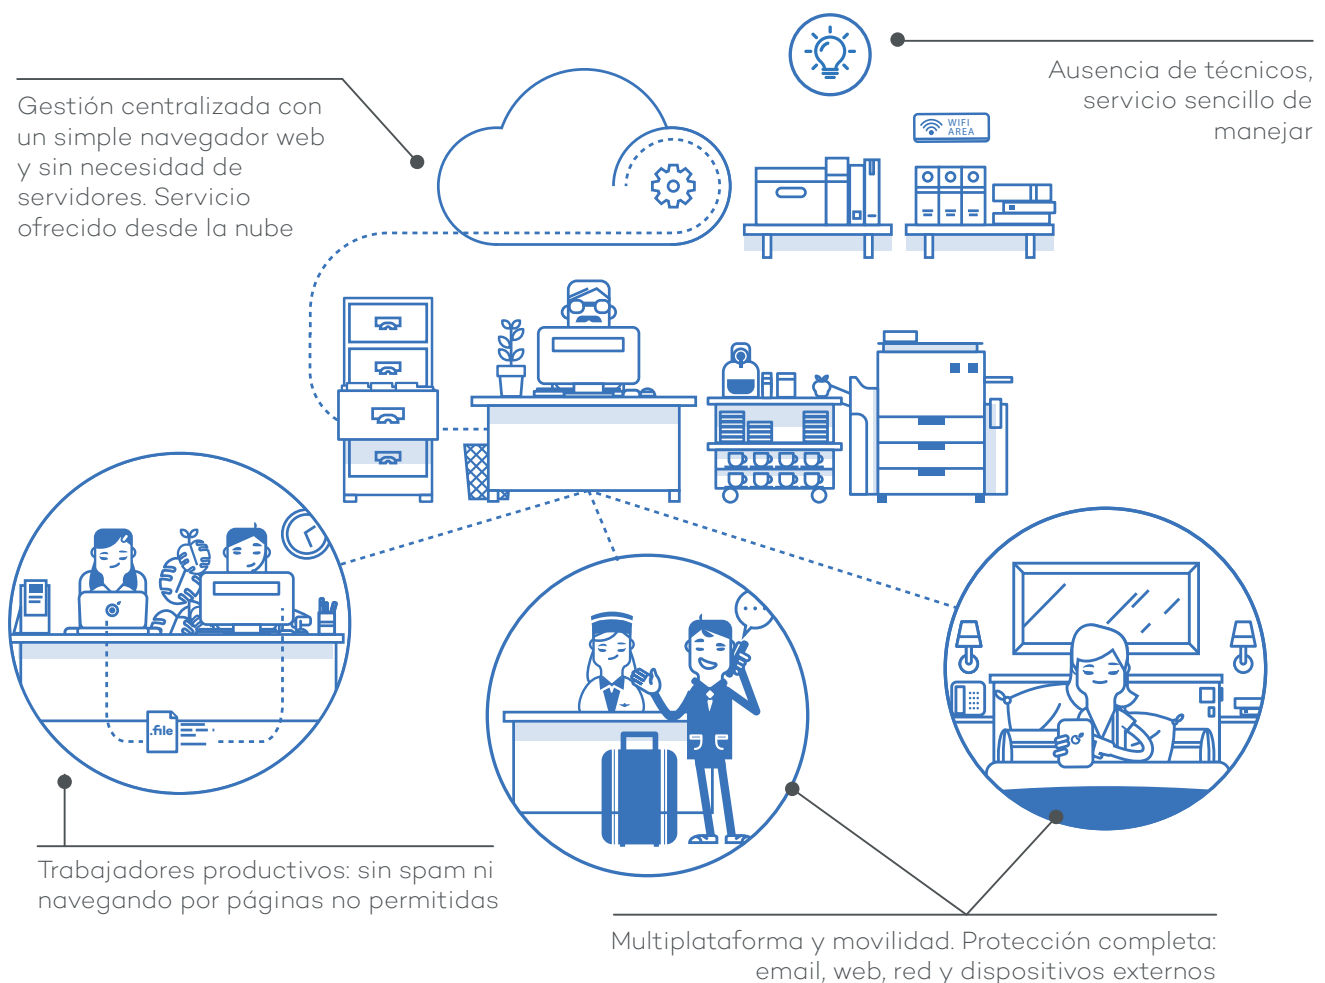 Gestión centralizada con
un simple navegador web
y sin necesidad de
servidores. Servicio
ofrecido desde la nube
Ausencia de técnicos,
servicio sencillo de
manejar
WIFI
AREA
.file
Trabajadores productivos: sin spam ni
navegando por páginas no permitidas
Multiplataforma y movilidad. Protección completa:
email, web, red y dispositivos externos